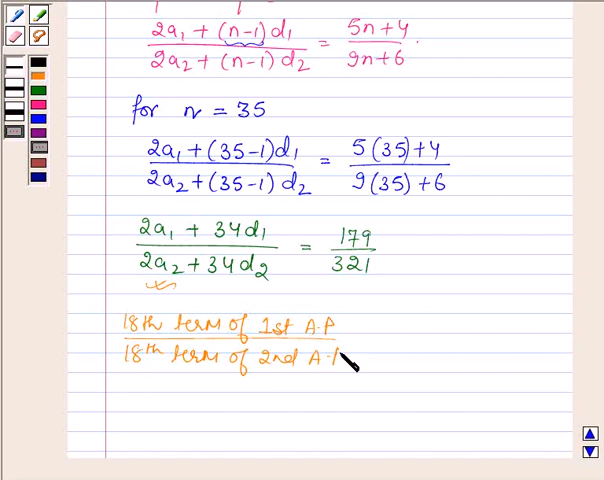 2a₁ + (n-1)d₁ / 2a₂ + (n-1)d₂ = 5n+4 / 9n+6
for n = 35
2a₁ + (35-1)d₁ / 2a₂ + (35-1)d₂ = 5(35)+4 / 9(35)+6
2a₁ + 34d₁ / 2a₂ + 34d₂ = 179 / 321
18th term of 1st A.P
18th term of 2nd A.